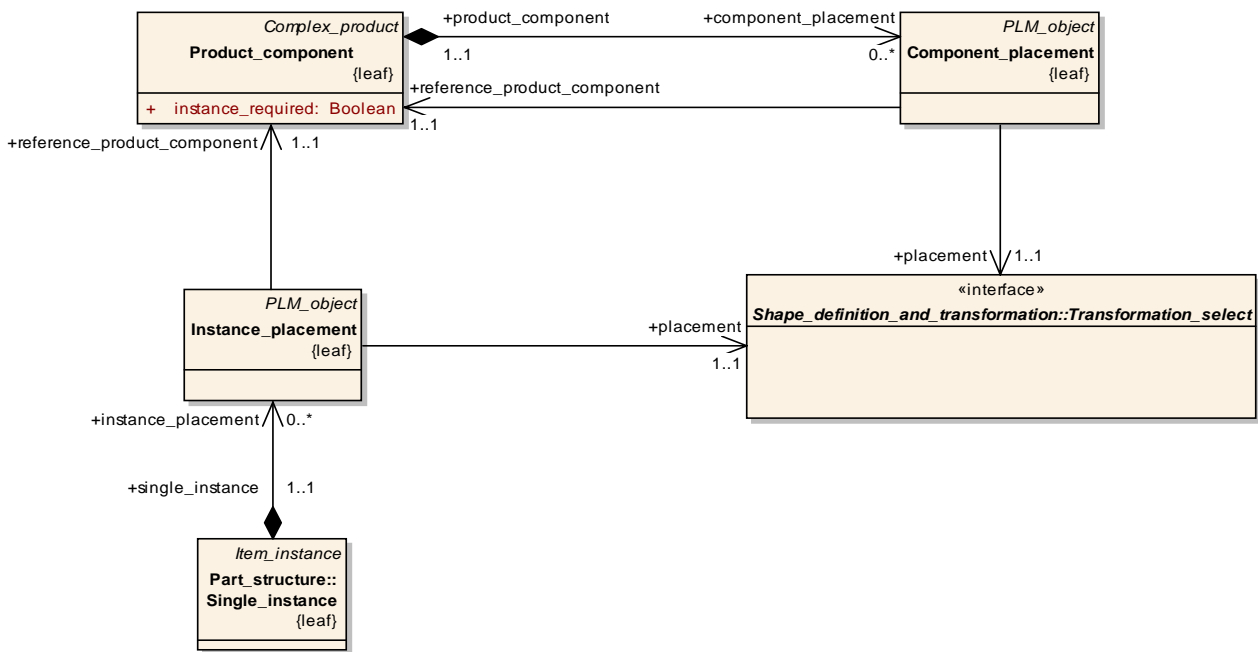 Complex_product
Product_component
{leaf}
+ instance_required: Boolean
+product_component
1..1
+component_placement
0..*
PLM_object
Component_placement
{leaf}
+reference_product_component
1..1
+reference_product_component
1..1
+placement
1..1
PLM_object
Instance_placement
{leaf}
+placement
1..1
«interface»
Shape_definition_and_transformation::Transformation_select
+instance_placement
0..*
+single_instance
1..1
Item_instance
Part_structure::
Single_instance
{leaf}